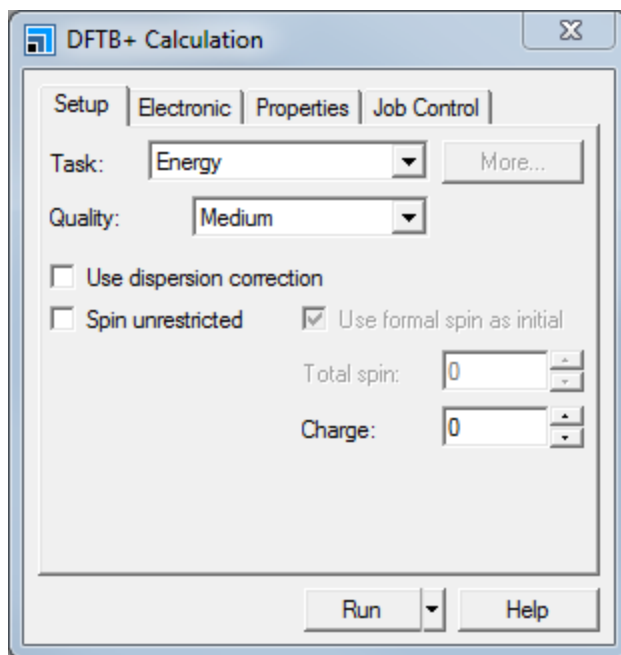 DFTB+ Calculation
Setup Electronic Properties Job Control
Task: Energy More...
Quality: Medium
Use dispersion correction
Spin unrestricted Use formal spin as initial
Total spin: 0
Charge: 0
Run Help